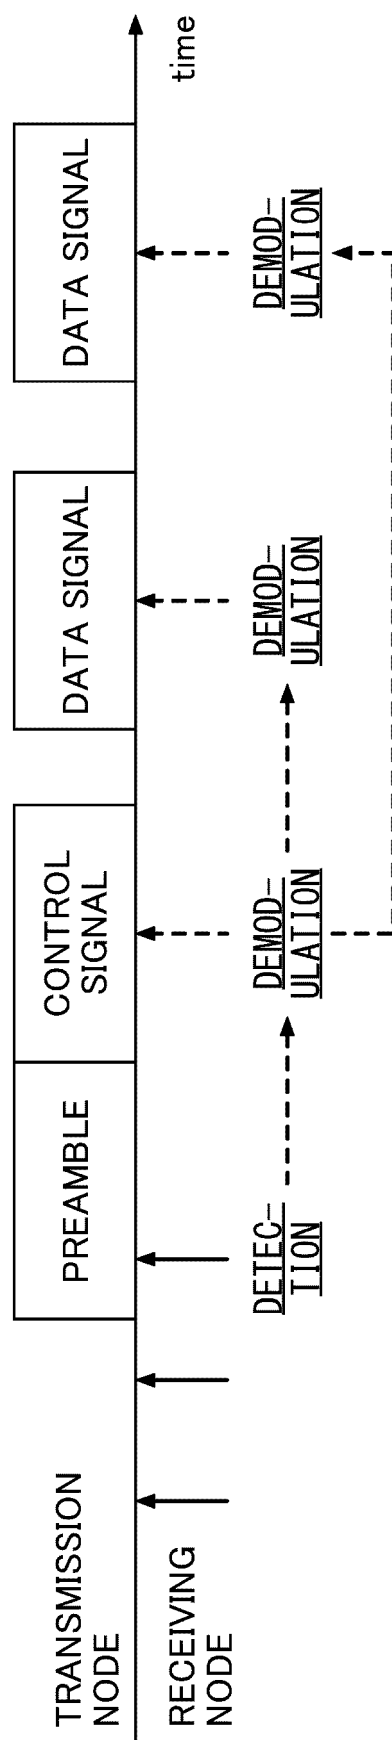 TRANSMISSION
NODE
PREAMBLE
CONTROL
SIGNAL
DATA SIGNAL
DATA SIGNAL
time
RECEIVING
NODE
DETEC-
TION
DEMOD-
ULATION
DEMOD-
ULATION
DEMOD-
ULATION